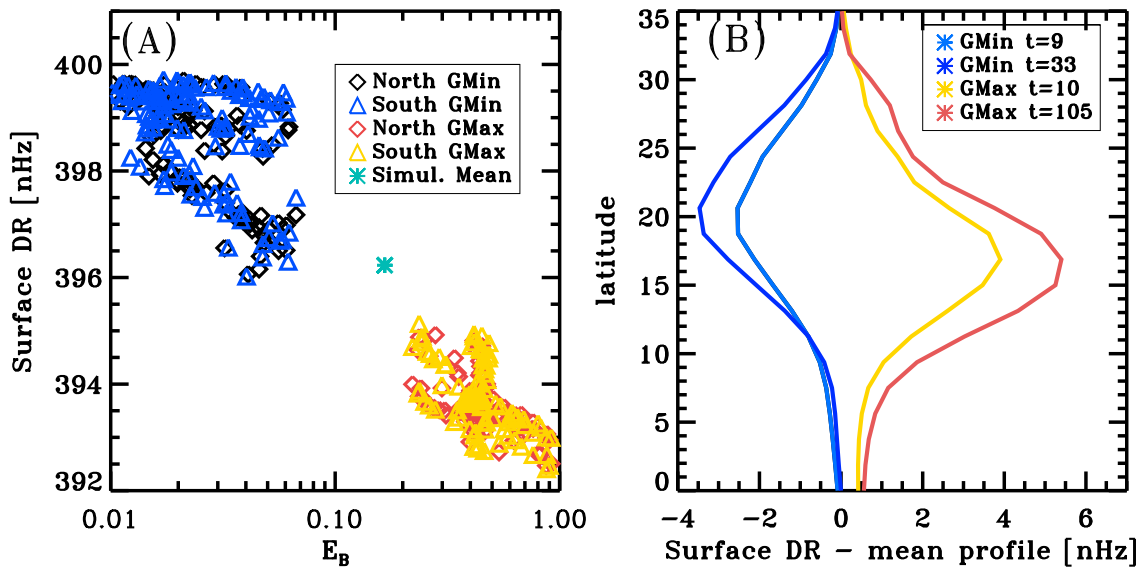 (A)
Surface DR [nHz]
400
398
396
394
392
0.01
0.10
1.00
E_B
North GMin
South GMin
North GMax
South GMax
Simul. Mean
(B)
latitude
35
30
25
20
15
10
5
0
-4
-2
0
2
4
6
Surface DR - mean profile [nHz]
GMin t=9
GMin t=33
GMax t=10
GMax t=105